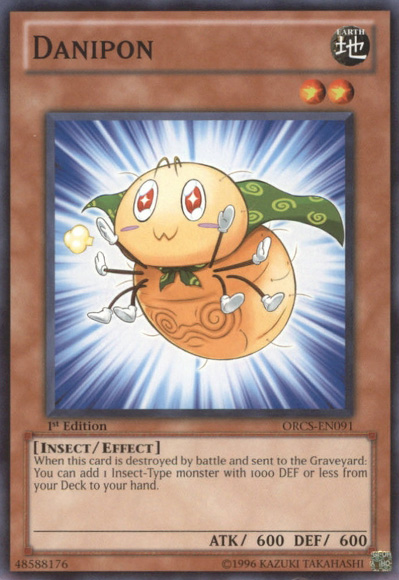 DANIPON
EARTH
地
1st Edition
ORCS-EN091
[INSECT/EFFECT]
When this card is destroyed by battle and sent to the Graveyard:
You can add 1 Insect-Type monster with 1000 DEF or less from
your Deck to your hand.
ATK/ 600 DEF/ 600
48588176
©1996 KAZUKI TAKAHASHI